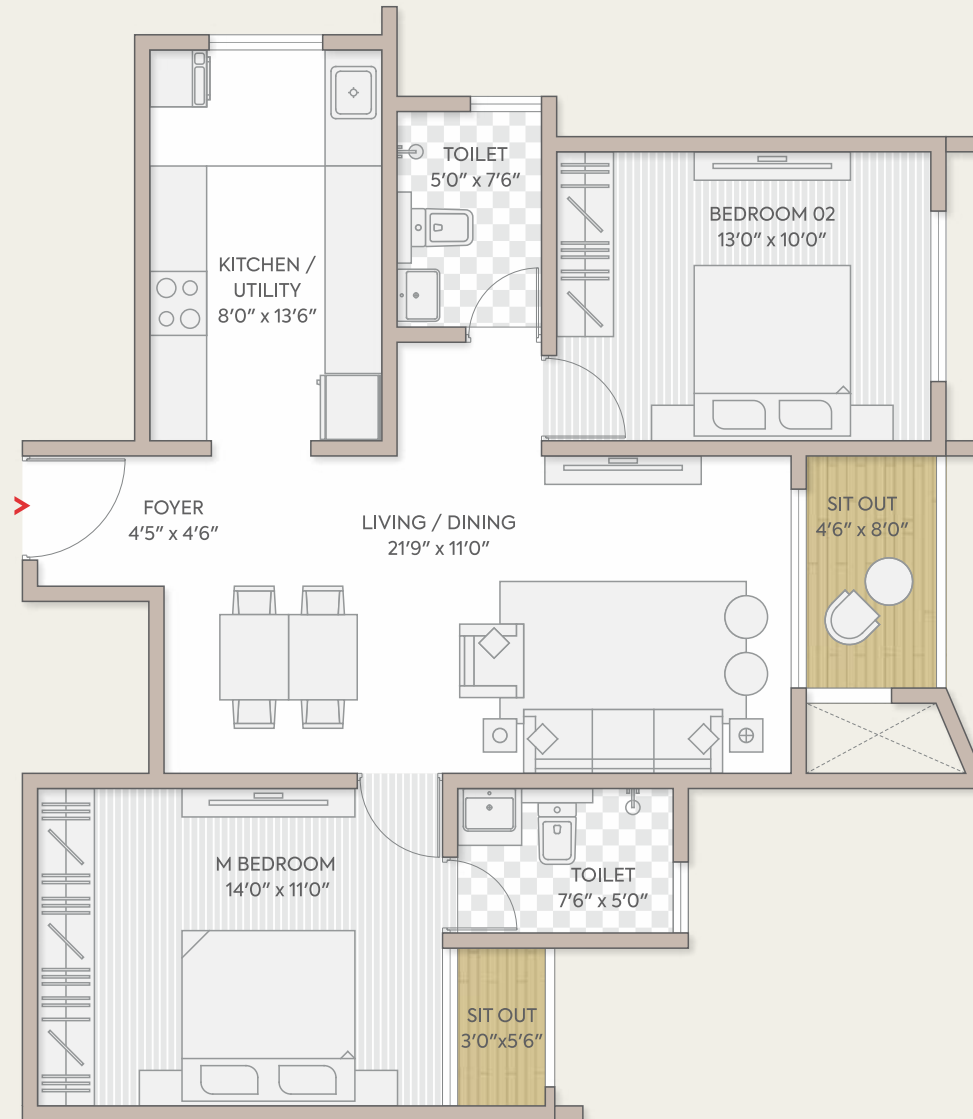 TOILET
5′0″ x 7′6″
BEDROOM 02
13′0″ x 10′0″
KITCHEN /
UTILITY
8′0″ x 13′6″
FOYER
4′5″ x 4′6″
LIVING / DINING
21′9″ x 11′0″
SIT OUT
4′6″ x 8′0″
M BEDROOM
14′0″ x 11′0″
TOILET
7′6″ x 5′0″
SIT OUT
3′0″x5′6″